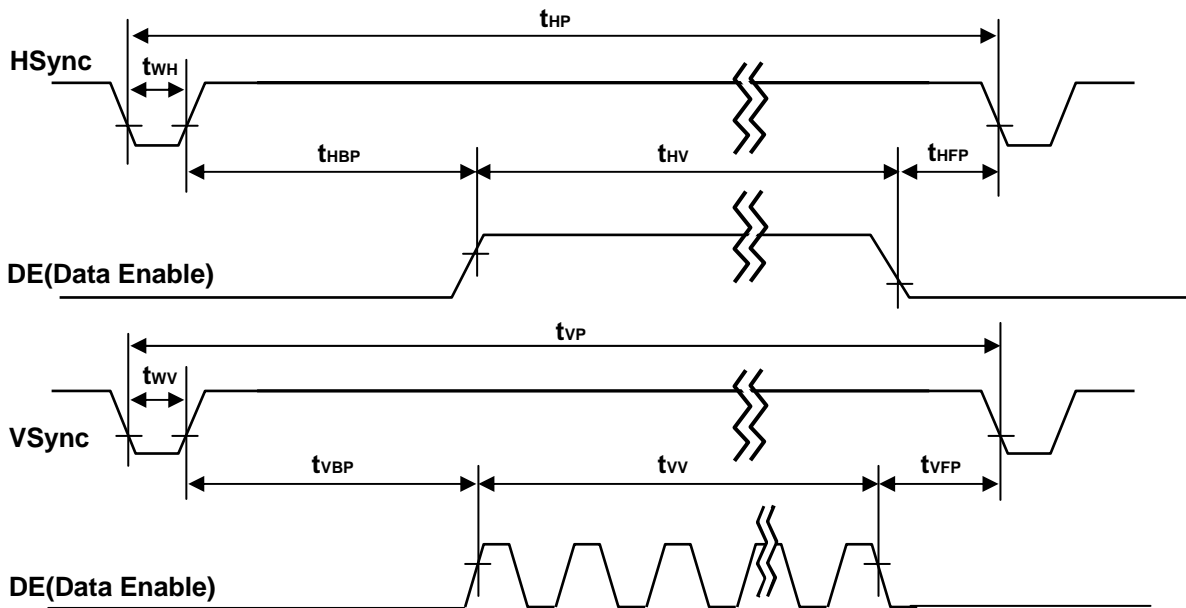 tHP
HSync
tWH
tHBP
tHV
tHFP
DE(Data Enable)
tVP
tWV
VSync
tVBP
tVV
tVFP
DE(Data Enable)